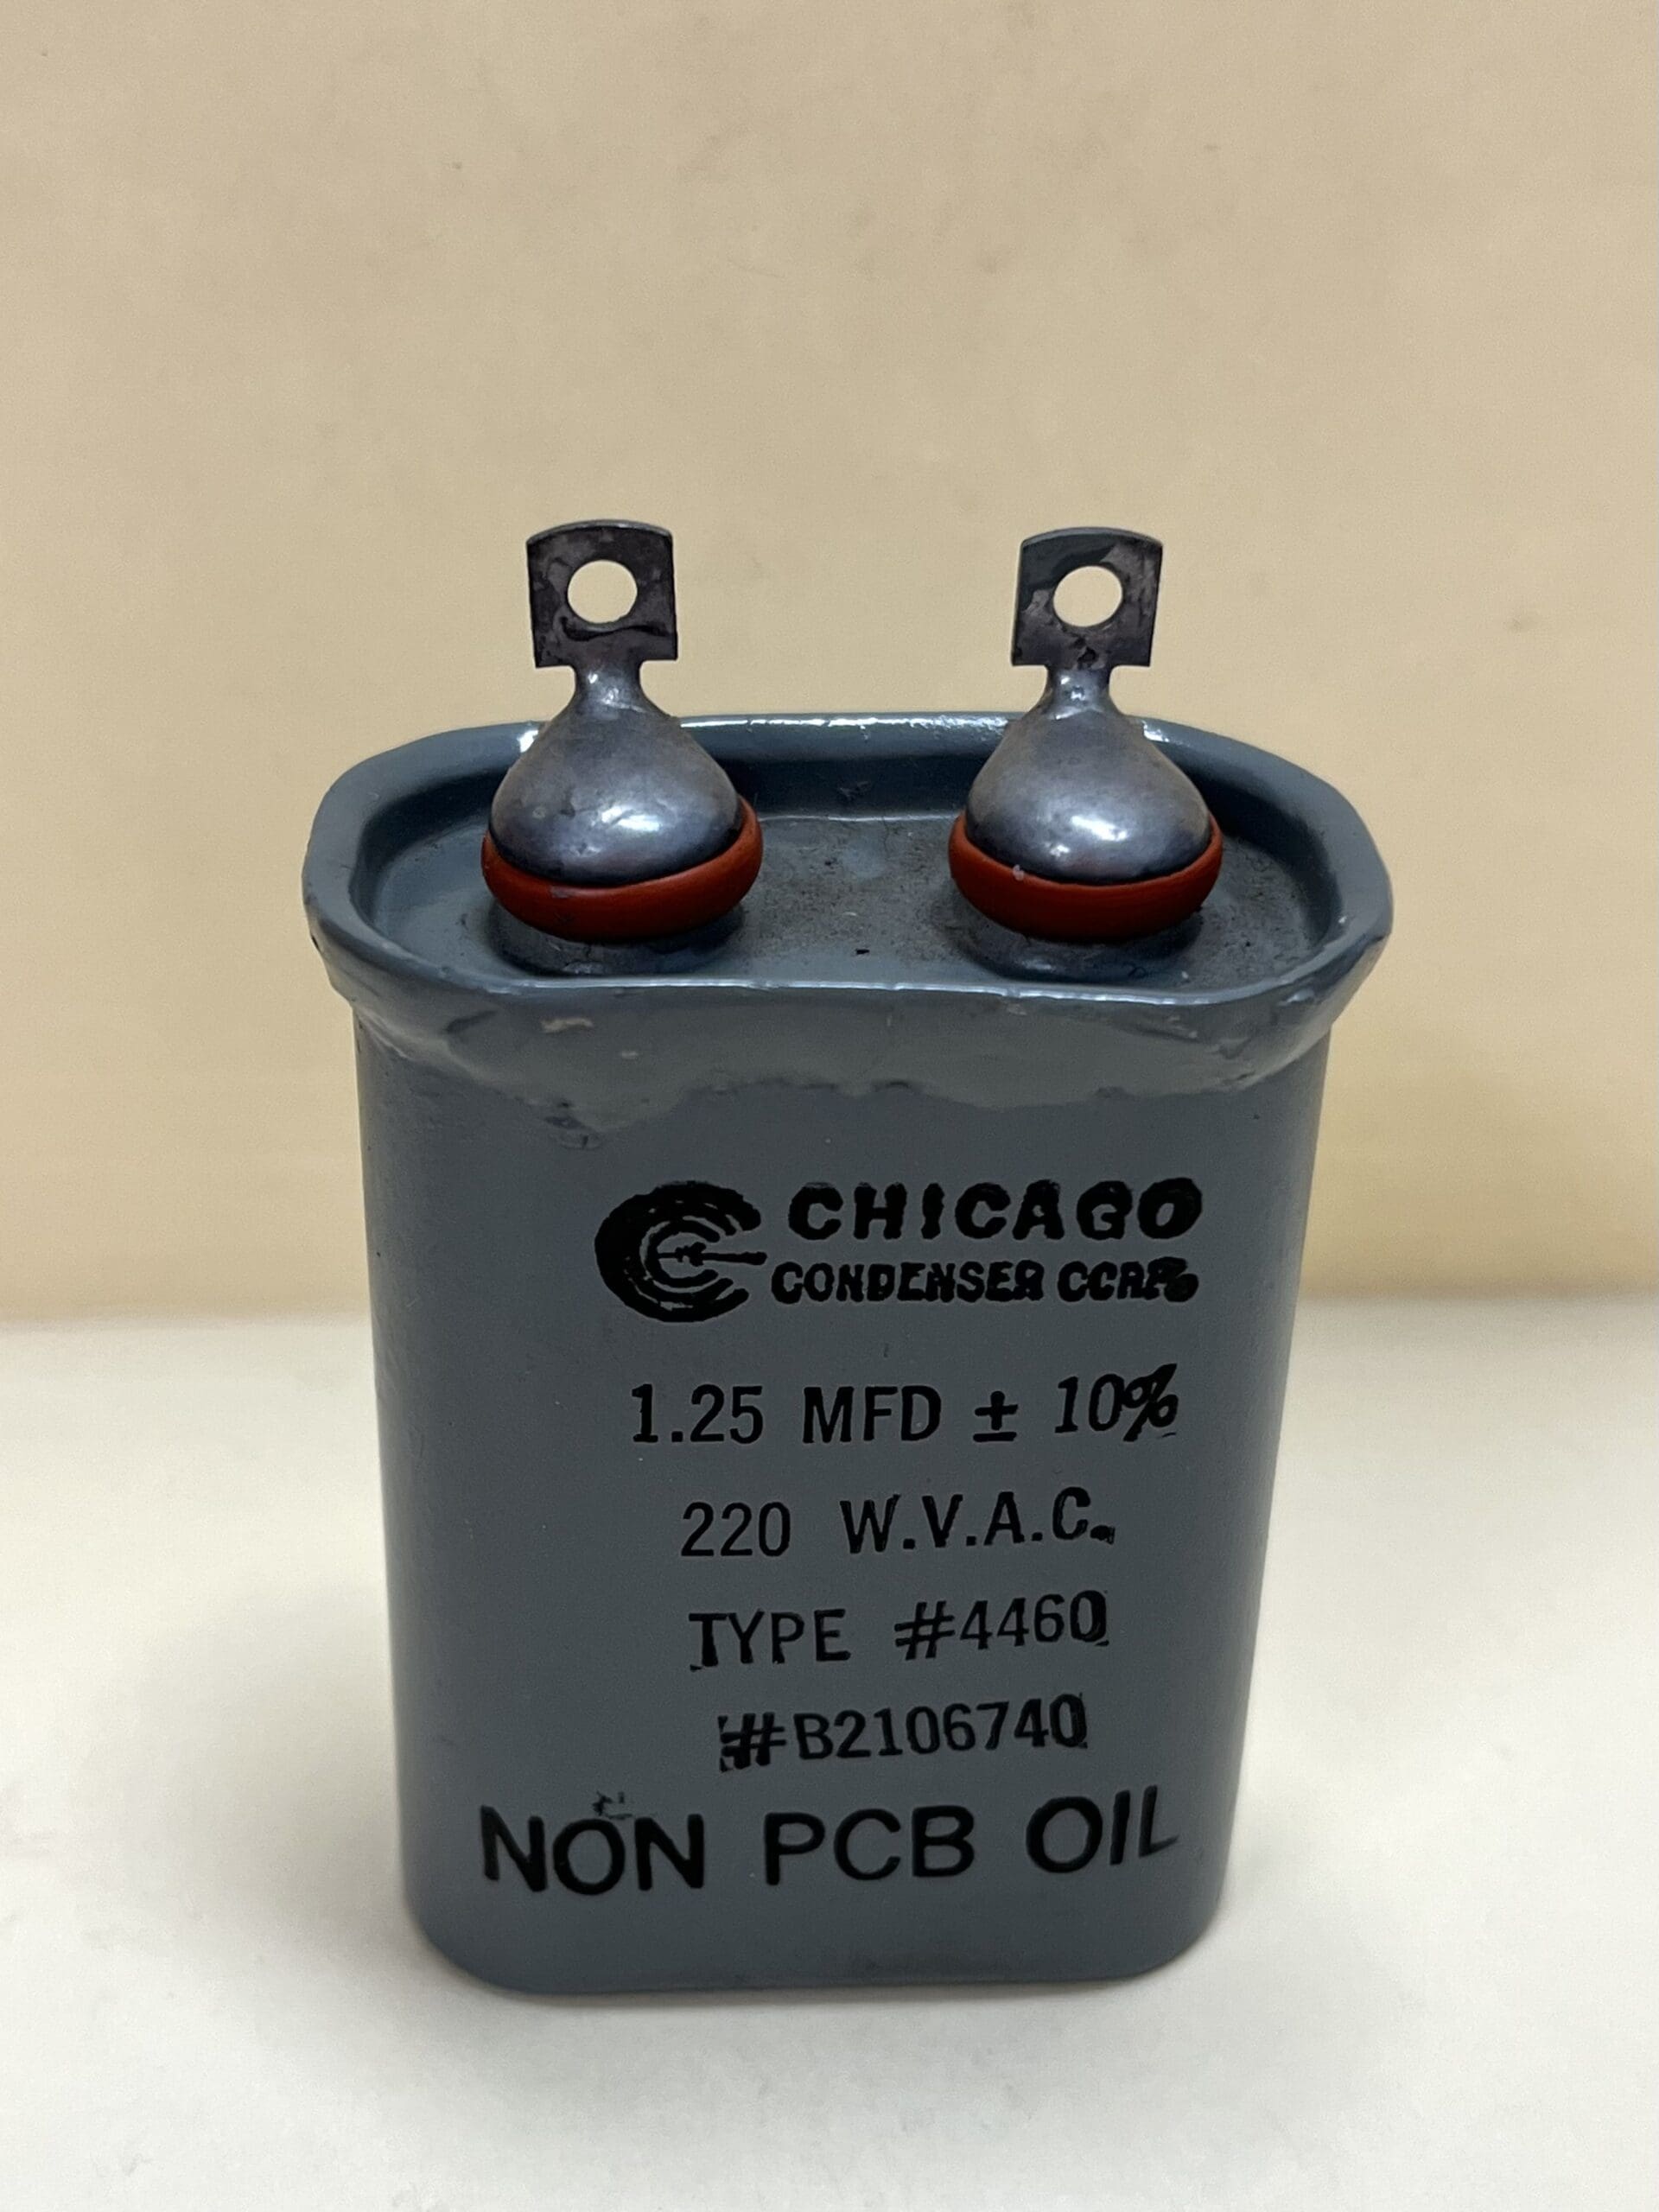 CHICAGO
CONDENSER CORP.
1.25 MFD ± 10%
220 W.V.A.C.
TYPE #4460
#B2106740
NON PCB OIL